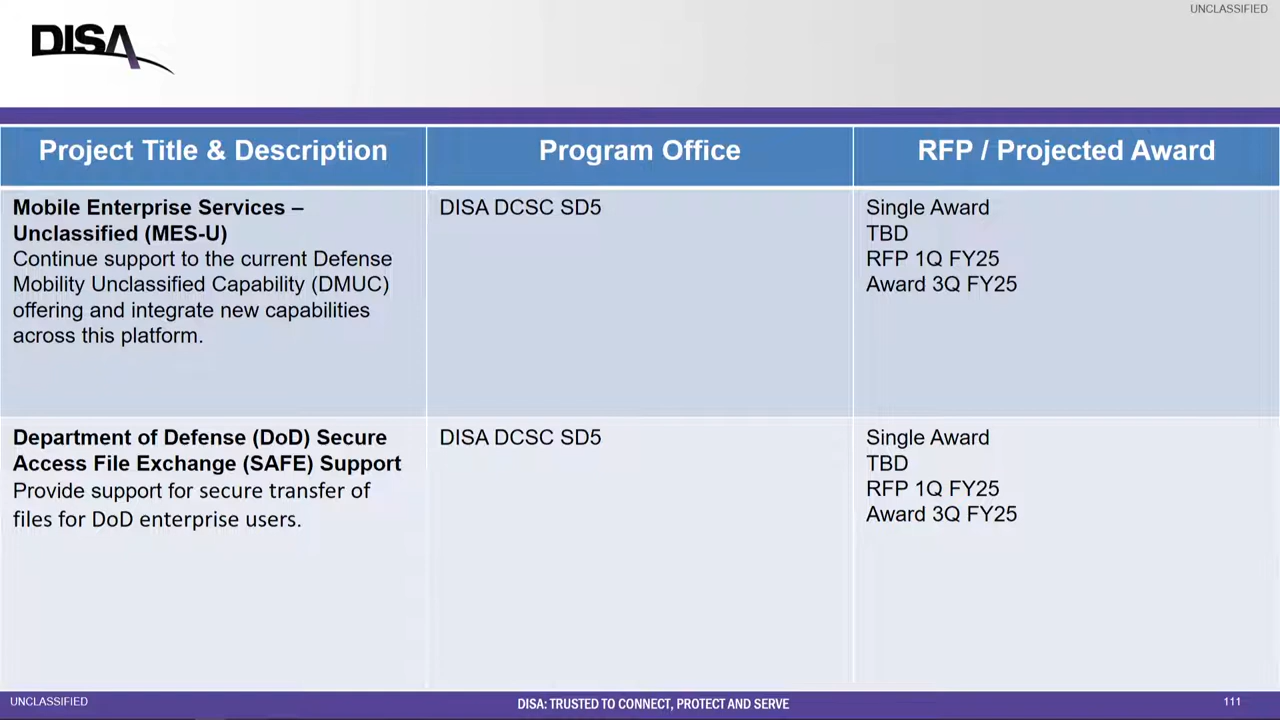 UNCLASSIFIED
DISA
Project Title & Description
Program Office
RFP / Projected Award
Mobile Enterprise Services –
Unclassified (MES-U)
Continue support to the current Defense
Mobility Unclassified Capability (DMUC)
offering and integrate new capabilities
across this platform.
DISA DCSC SD5
Single Award
TBD
RFP 1Q FY25
Award 3Q FY25
Department of Defense (DoD) Secure
Access File Exchange (SAFE) Support
Provide support for secure transfer of
files for DoD enterprise users.
DISA DCSC SD5
Single Award
TBD
RFP 1Q FY25
Award 3Q FY25
UNCLASSIFIED
DISA: TRUSTED TO CONNECT, PROTECT AND SERVE
111